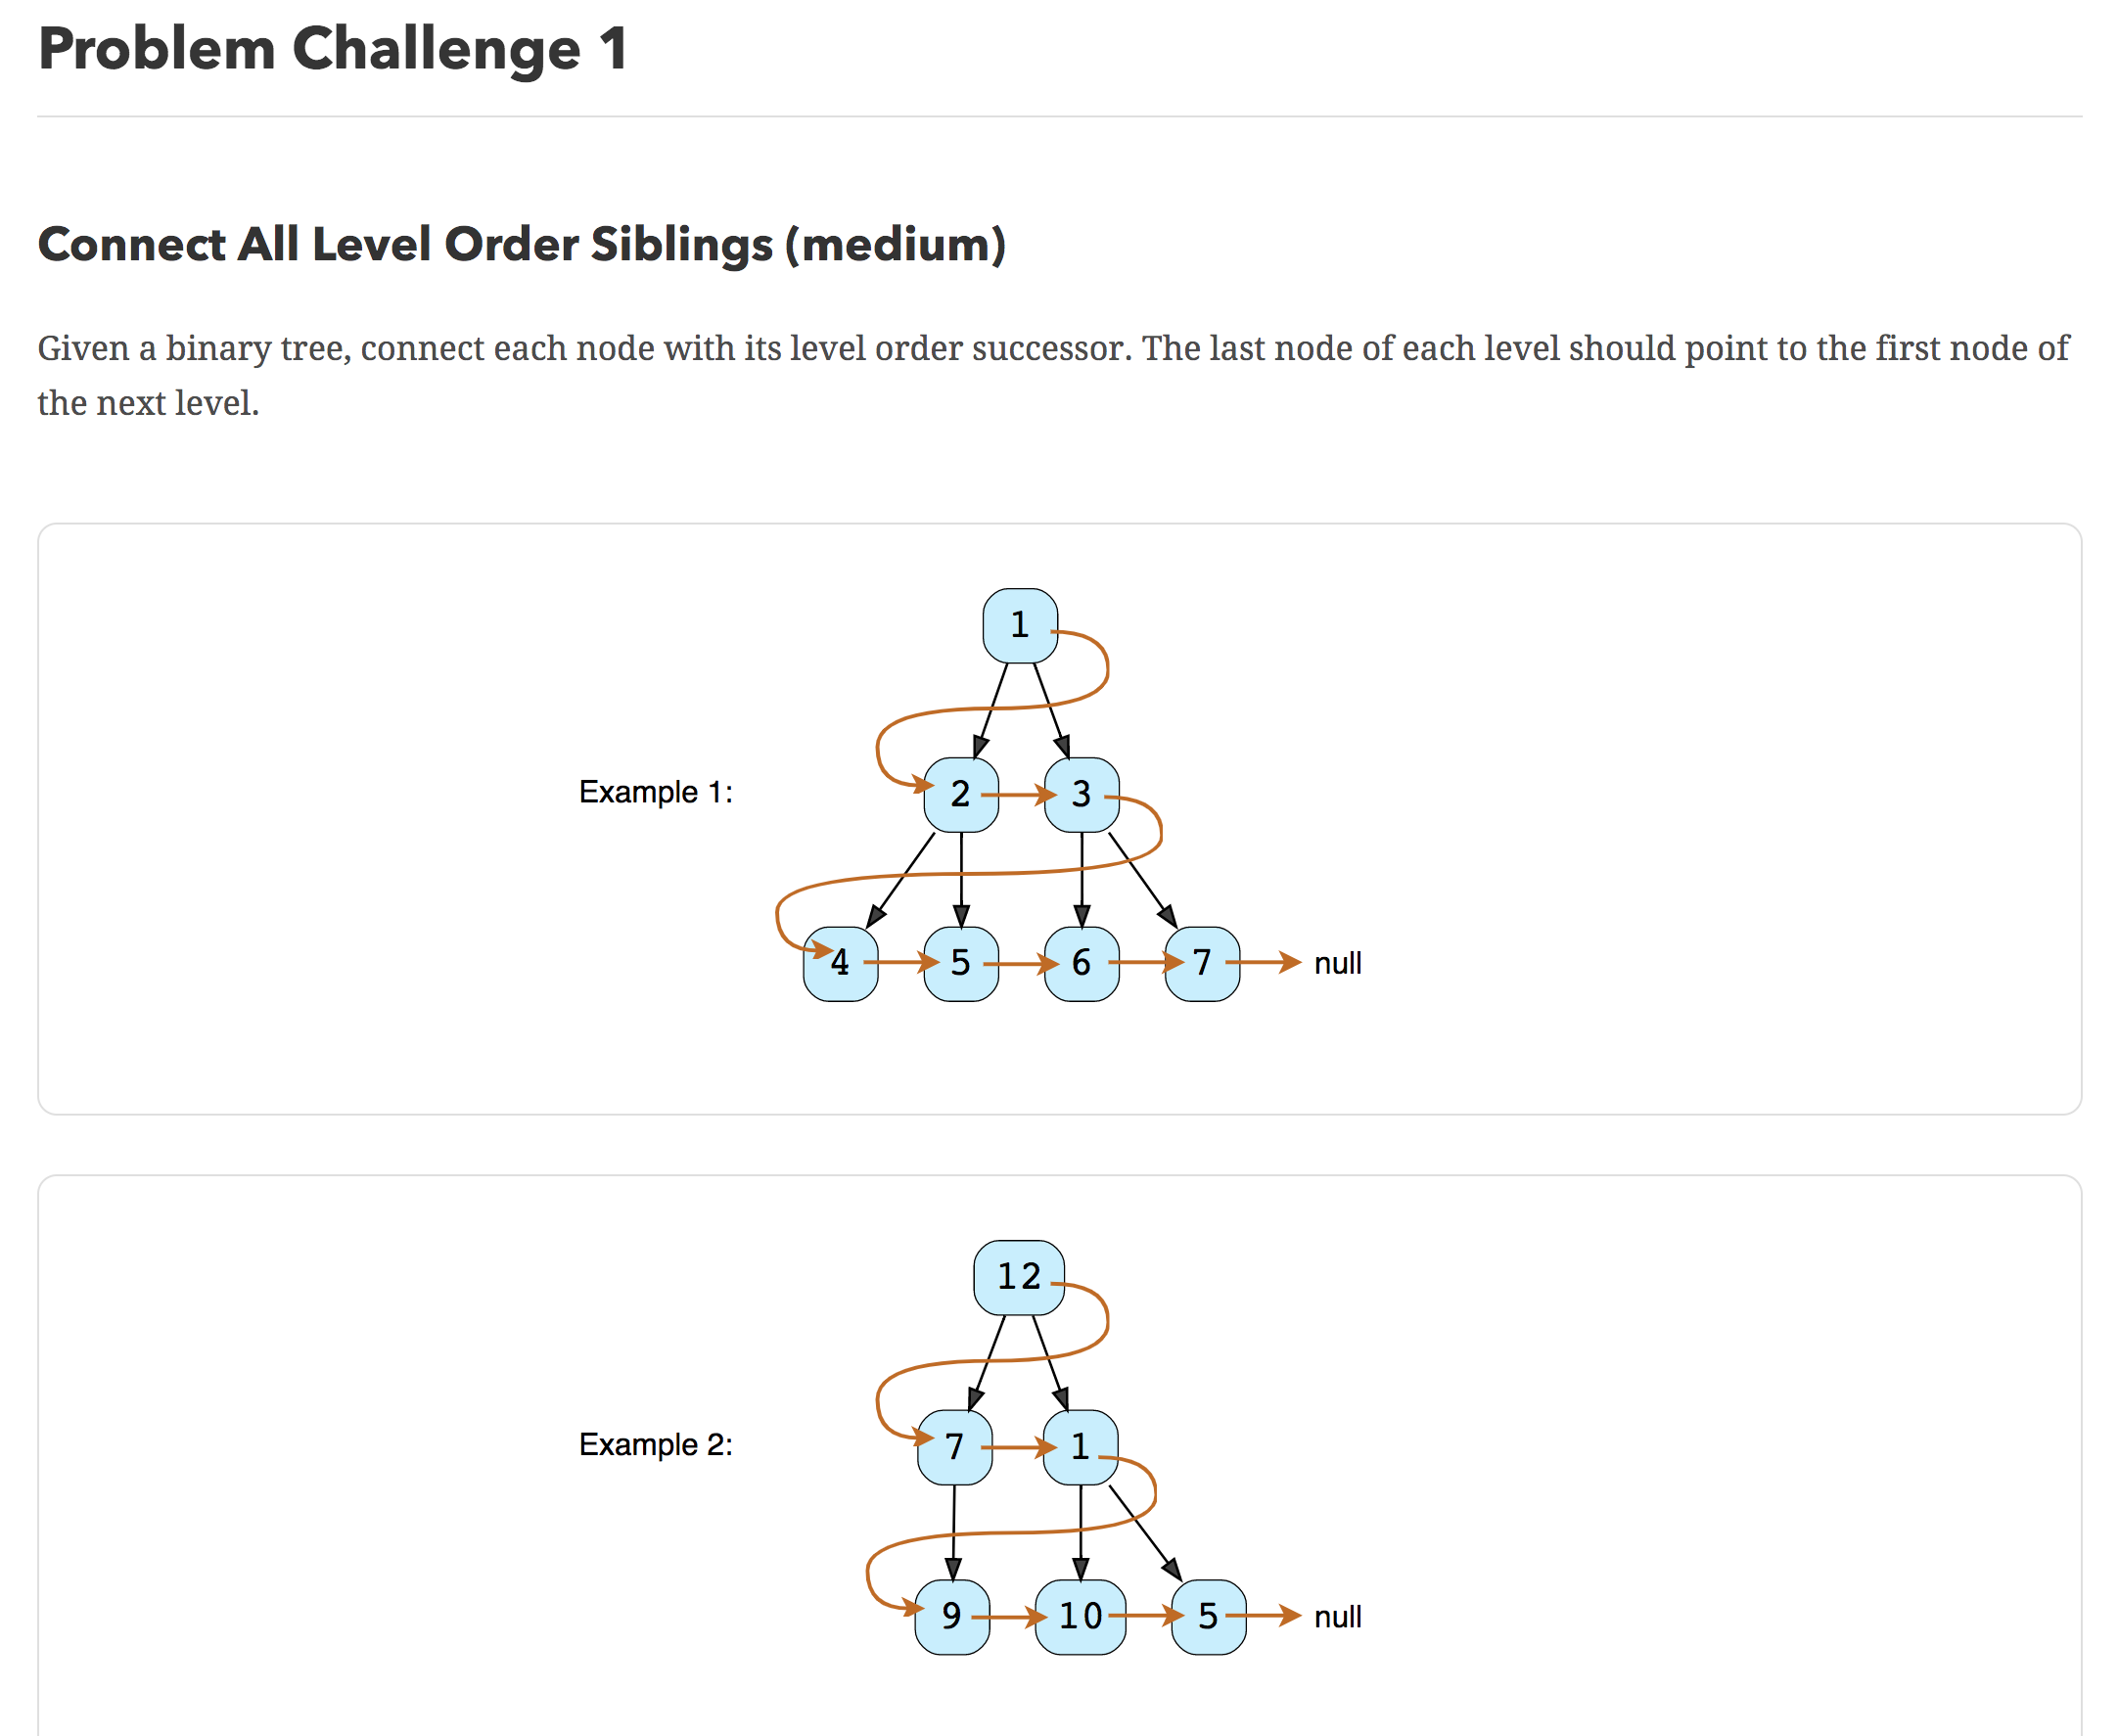 Problem Challenge 1
Connect All Level Order Siblings (medium)
Given a binary tree, connect each node with its level order successor. The last node of each level should point to the first node of
the next level.
1
Example 1:
2 3
4 5 6 7 null
12
Example 2:
7 1
9 10 5 null